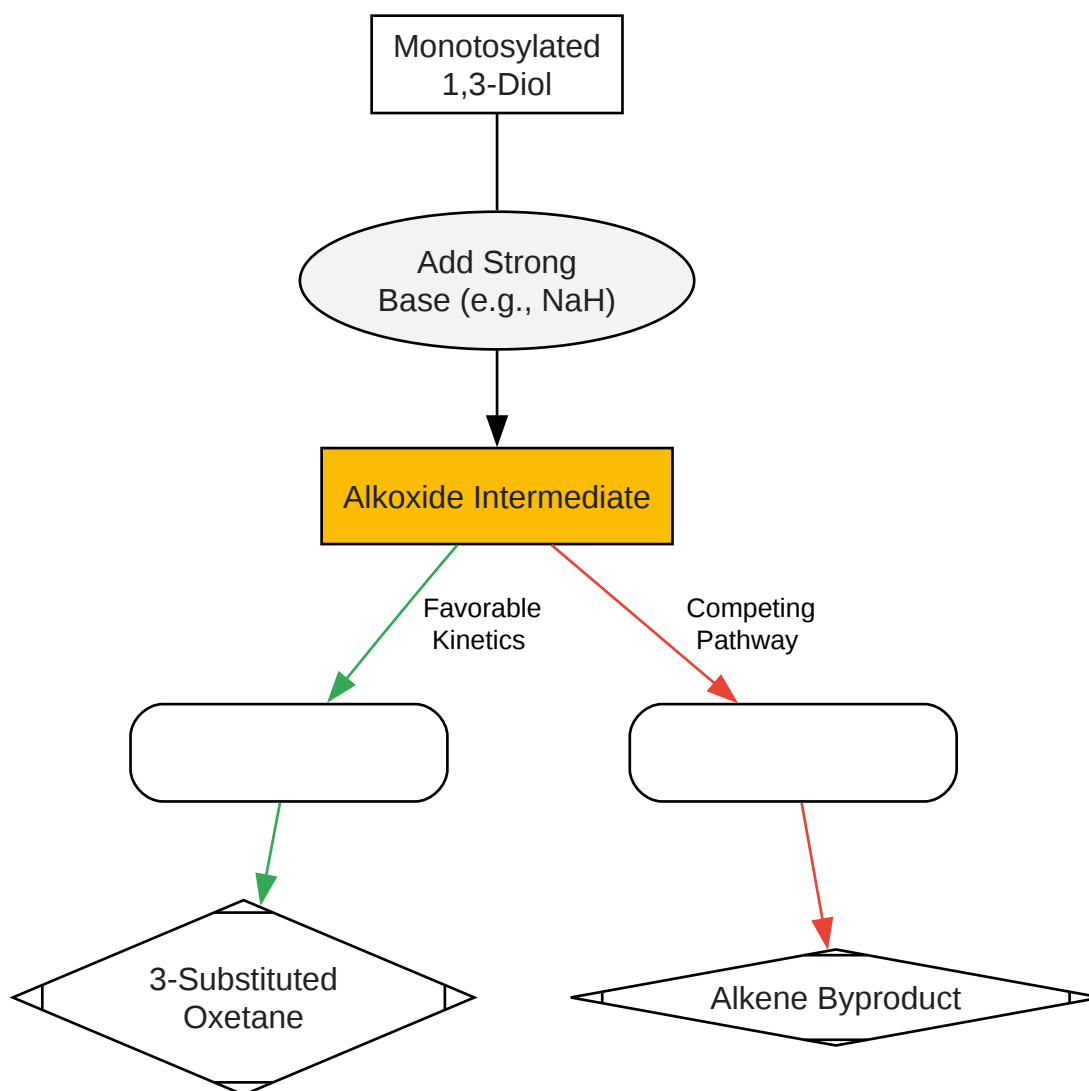 Monotosylated
1,3-Diol
Add Strong
Base (e.g., NaH)
Alkoxide Intermediate
Favorable
Kinetics
Competing
Pathway
3-Substituted
Oxetane
Alkene Byproduct